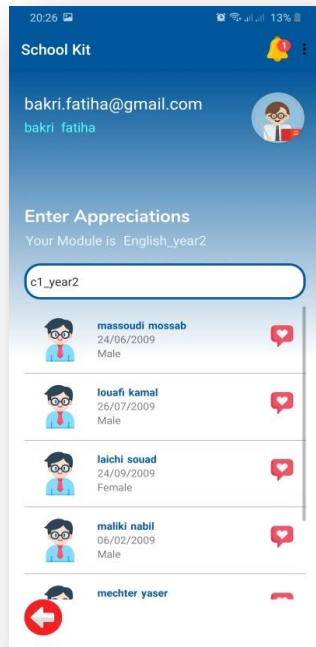 20:26 13%
School Kit
1
bakri.fatiha@gmail.com
bakri fatiha
Enter Appreciations
Your Module is English_year2
c1_year2
massoudi mossab
24/06/2009
Male
louafi kamal
26/07/2009
Male
laichi souad
24/09/2009
Female
maliki nabil
06/02/2009
Male
mechter yaser